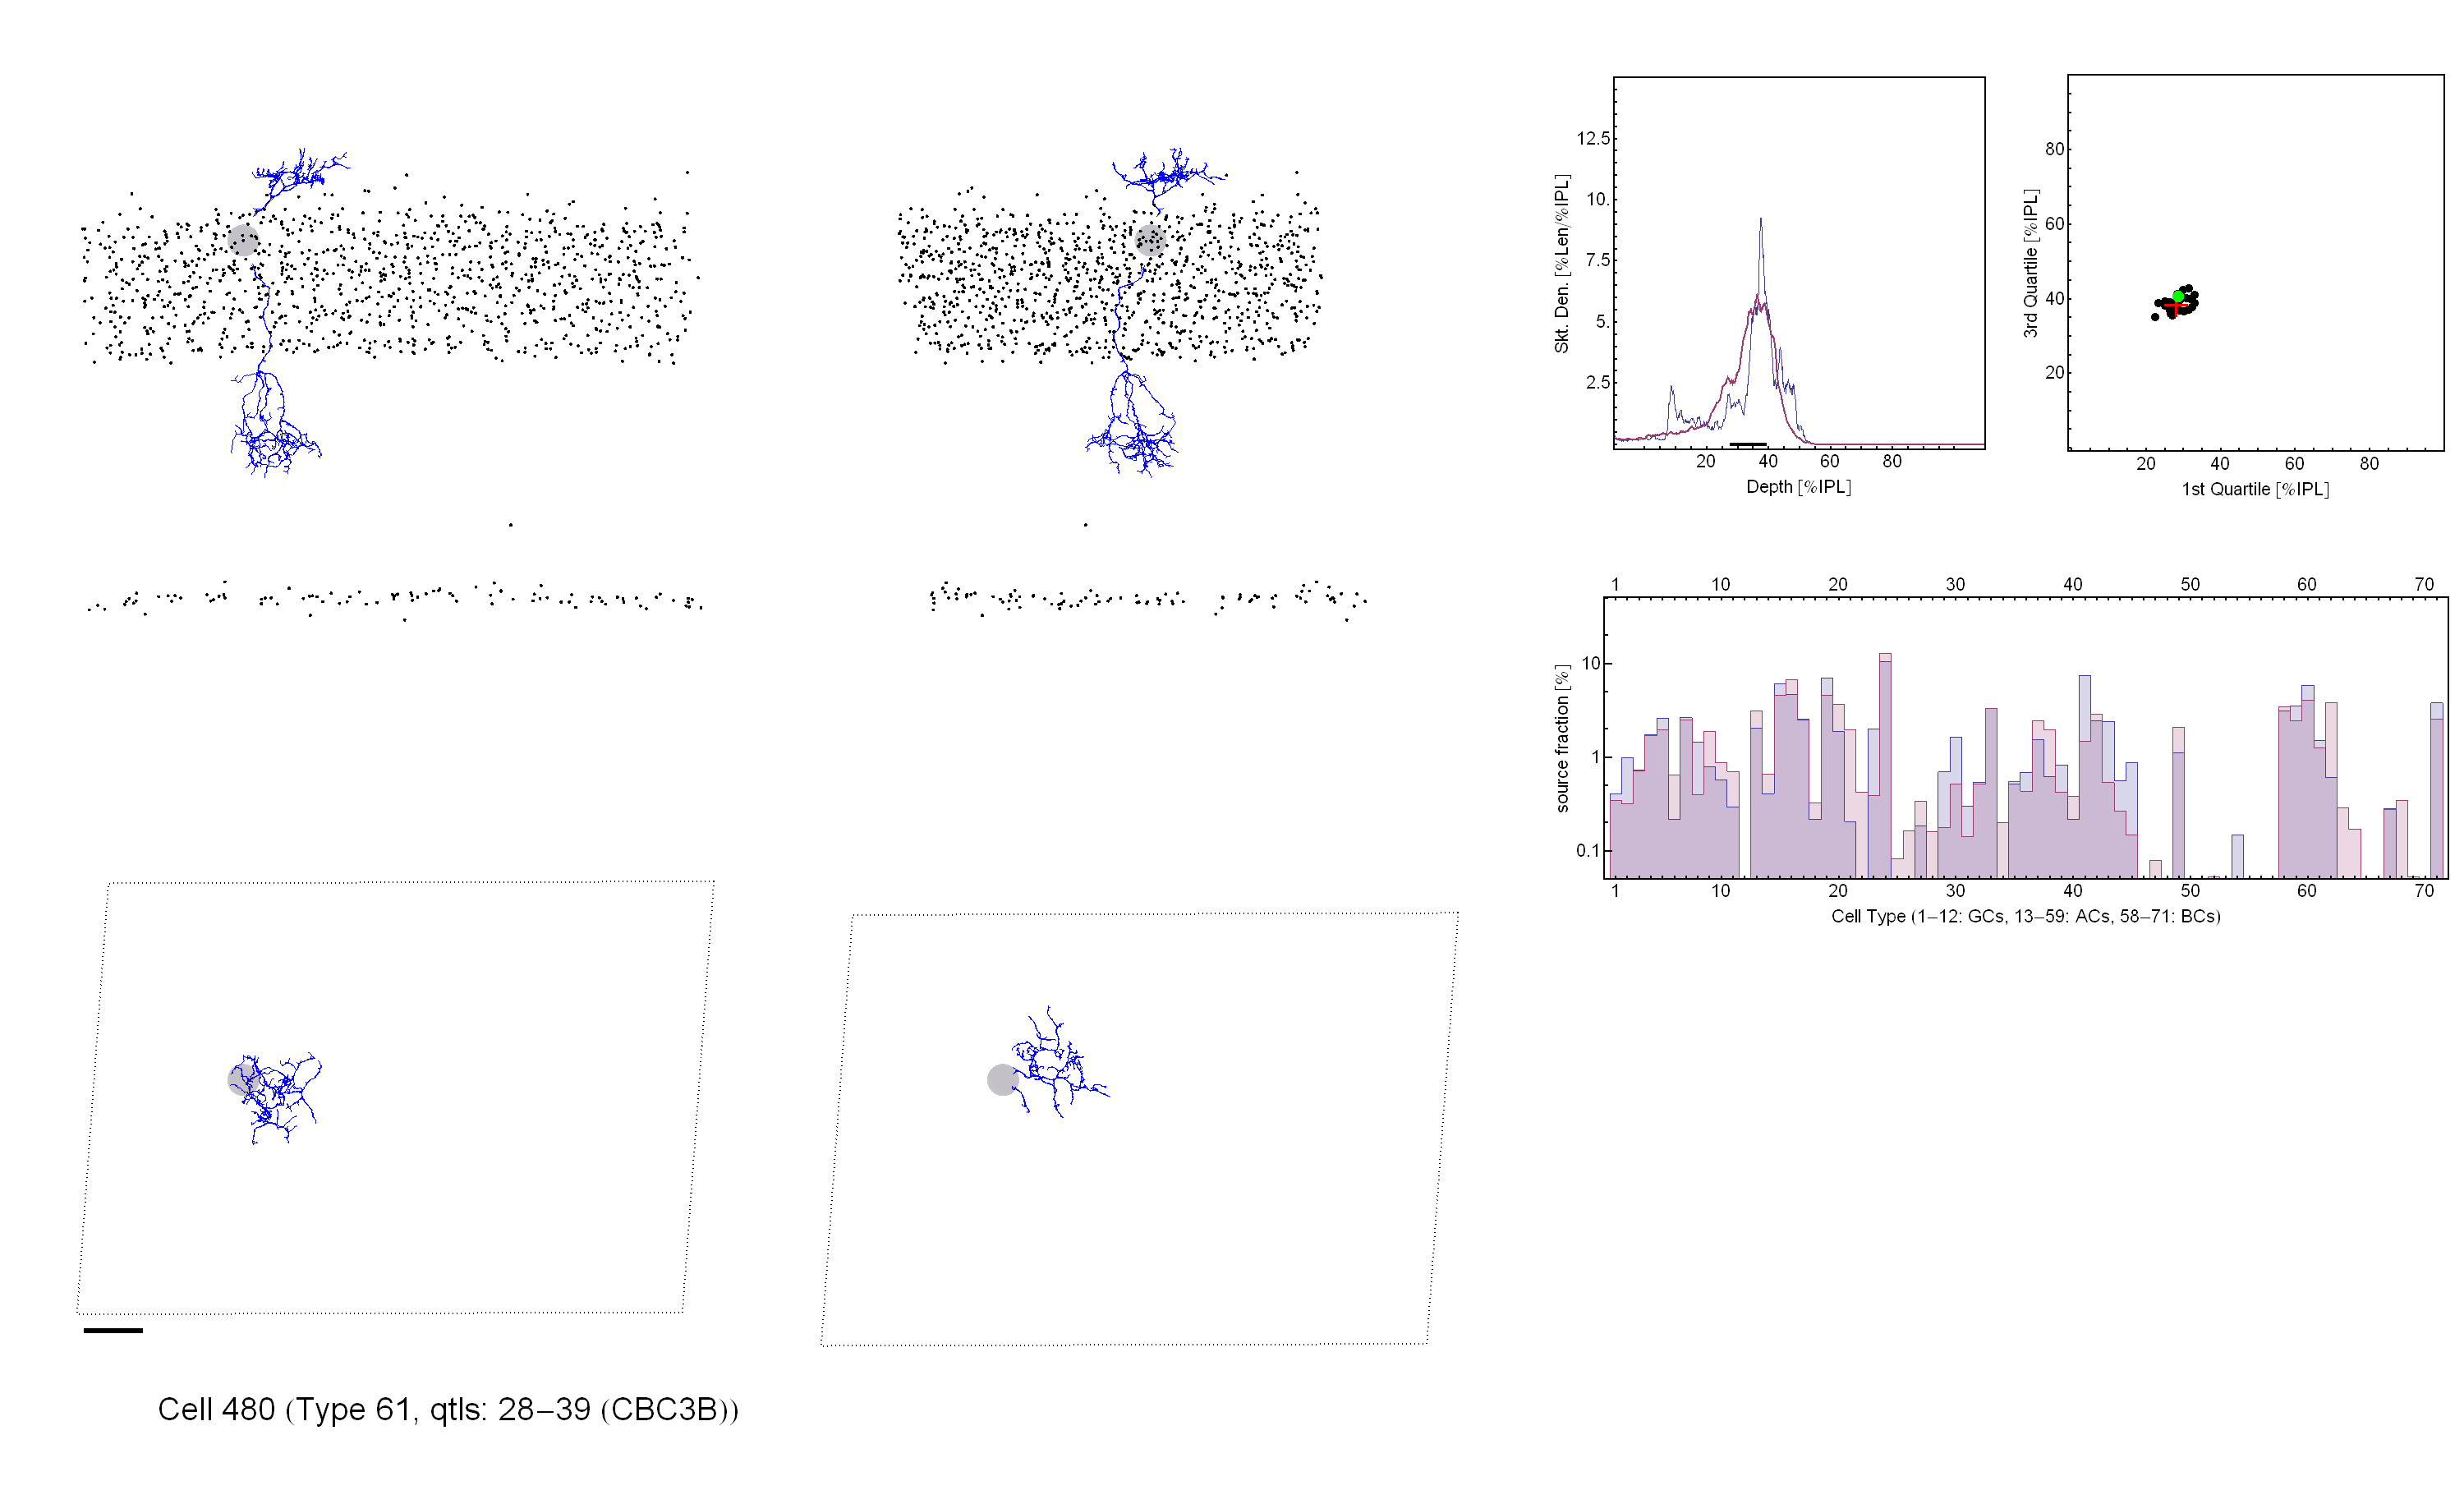 12.5
10.
7.5
5.
2.5
Skt. Den. [%Len/%IPL]
20 40 60 80
Depth [%IPL]
80
60
40
20
3rd Quartile [%IPL]
20 40 60 80
1st Quartile [%IPL]
1 10 20 30 40 50 60 70
10
1
0.1
source fraction [%]
1 10 20 30 40 50 60 70
Cell Type (1–12: GCs, 13–59: ACs, 58–71: BCs)
Cell 480 (Type 61, qtls: 28–39 (CBC3B))